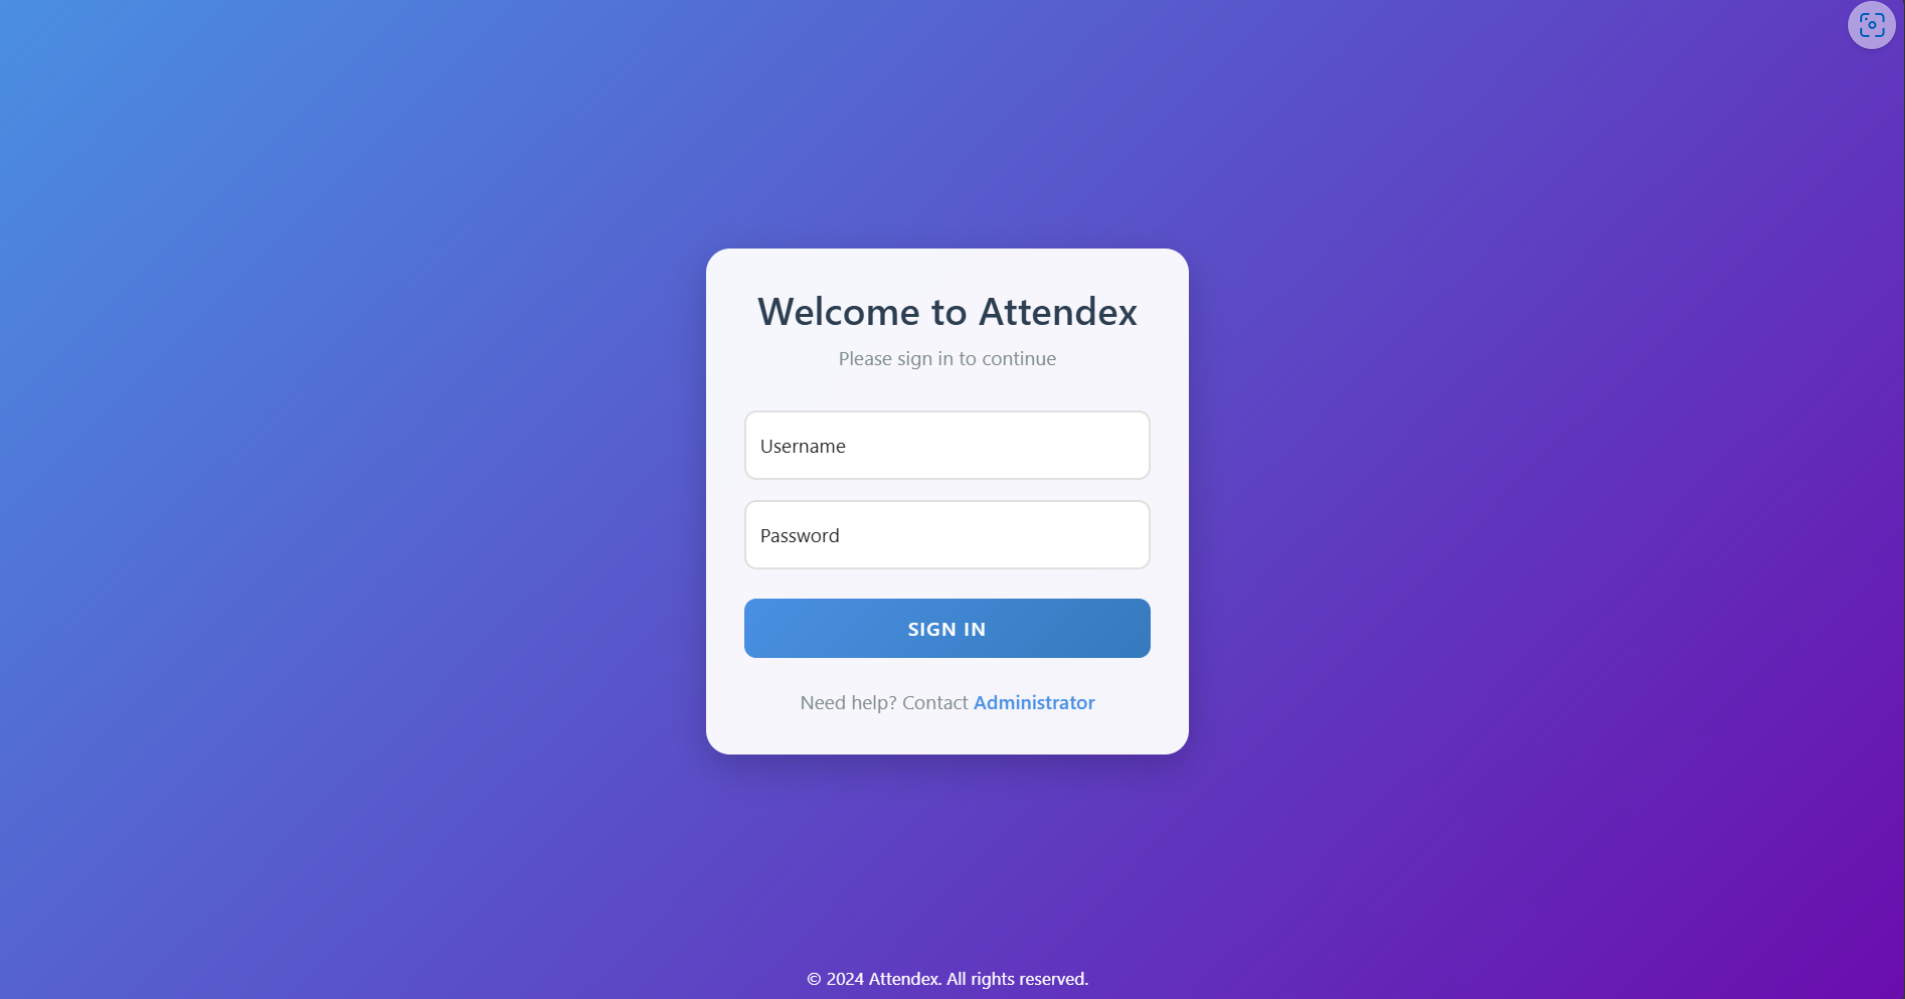 Welcome to Attendex
Please sign in to continue
Username
Password
SIGN IN
Need help? Contact Administrator
© 2024 Attendex. All rights reserved.